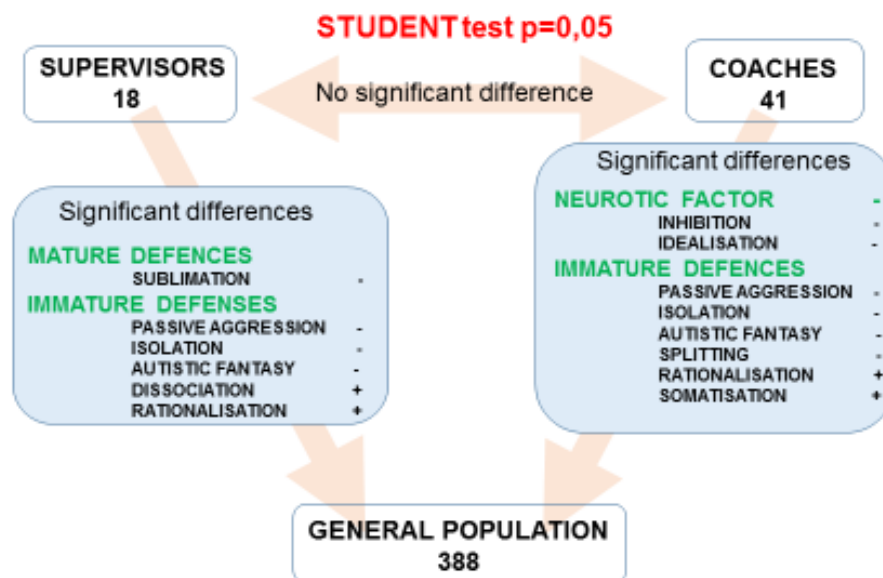 STUDENT test p=0,05
SUPERVISORS
18
No significant difference
COACHES
41
Significant differences
MATURE DEFENCES
SUBLIMATION -
IMMATURE DEFENSES
PASSIVE AGGRESSION -
ISOLATION -
AUTISTIC FANTASY -
DISSOCIATION +
RATIONALISATION +
Significant differences
NEUROTIC FACTOR -
INHIBITION -
IDEALISATION -
IMMATURE DEFENCES
PASSIVE AGGRESSION -
ISOLATION -
AUTISTIC FANTASY -
SPLITTING -
RATIONALISATION +
SOMATISATION +
GENERAL POPULATION
388